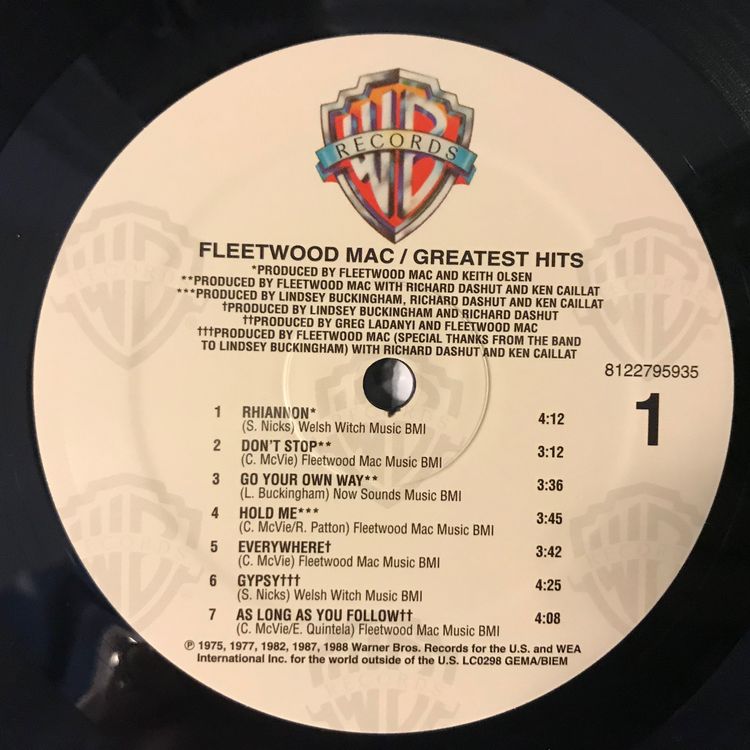 WB
RECORDS
FLEETWOOD MAC / GREATEST HITS
*PRODUCED BY FLEETWOOD MAC AND KEITH OLSEN
**PRODUCED BY FLEETWOOD MAC WITH RICHARD DASHUT AND KEN CAILLAT
***PRODUCED BY LINDSEY BUCKINGHAM, RICHARD DASHUT AND KEN CAILLAT
†PRODUCED BY LINDSEY BUCKINGHAM AND RICHARD DASHUT
††PRODUCED BY GREG LADANYI AND FLEETWOOD MAC
†††PRODUCED BY FLEETWOOD MAC (SPECIAL THANKS FROM THE BAND
TO LINDSEY BUCKINGHAM) WITH RICHARD DASHUT AND KEN CAILLAT
8122795935
1
1 RHIANNON* 4:12
(S. Nicks) Welsh Witch Music BMI
2 DON'T STOP** 3:12
(C. McVie) Fleetwood Mac Music BMI
3 GO YOUR OWN WAY** 3:36
(L. Buckingham) Now Sounds Music BMI
4 HOLD ME*** 3:45
(C. McVie/R. Patton) Fleetwood Mac Music BMI
5 EVERYWHERE† 3:42
(C. McVie) Fleetwood Mac Music BMI
6 GYPSY††† 4:25
(S. Nicks) Welsh Witch Music BMI
7 AS LONG AS YOU FOLLOW†† 4:08
(C. McVie/E. Quintela) Fleetwood Mac Music BMI
℗ 1975, 1977, 1982, 1987, 1988 Warner Bros. Records for the U.S. and WEA
International Inc. for the world outside of the U.S. LC0298 GEMA/BIEM